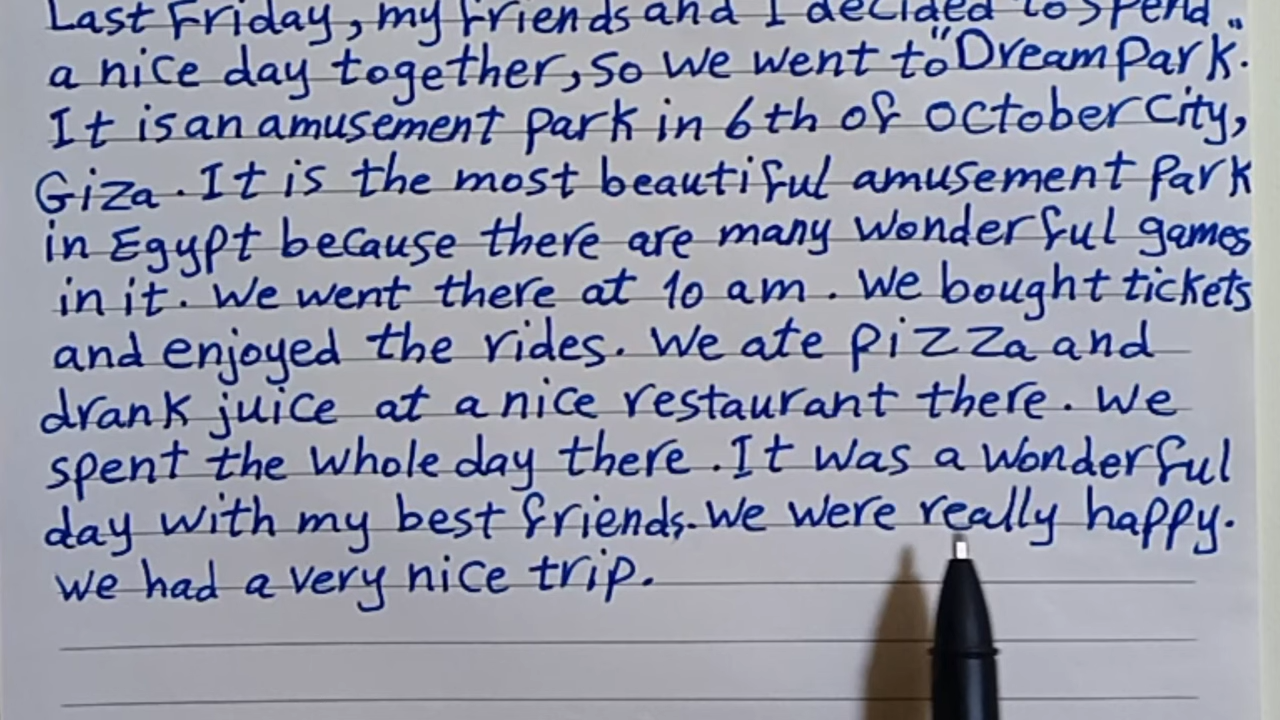 Last Friday, my friends and I decided to spend
a nice day together, so we went to "Dream Park".
It is an amusement park in 6th of October City,
Giza. It is the most beautiful amusement Park
in Egypt because there are many wonderful games
in it. We went there at 10 am. We bought tickets
and enjoyed the rides. We ate pizza and
drank juice at a nice restaurant there. We
spent the whole day there. It was a wonderful
day with my best friends. We were really happy.
We had a very nice trip.